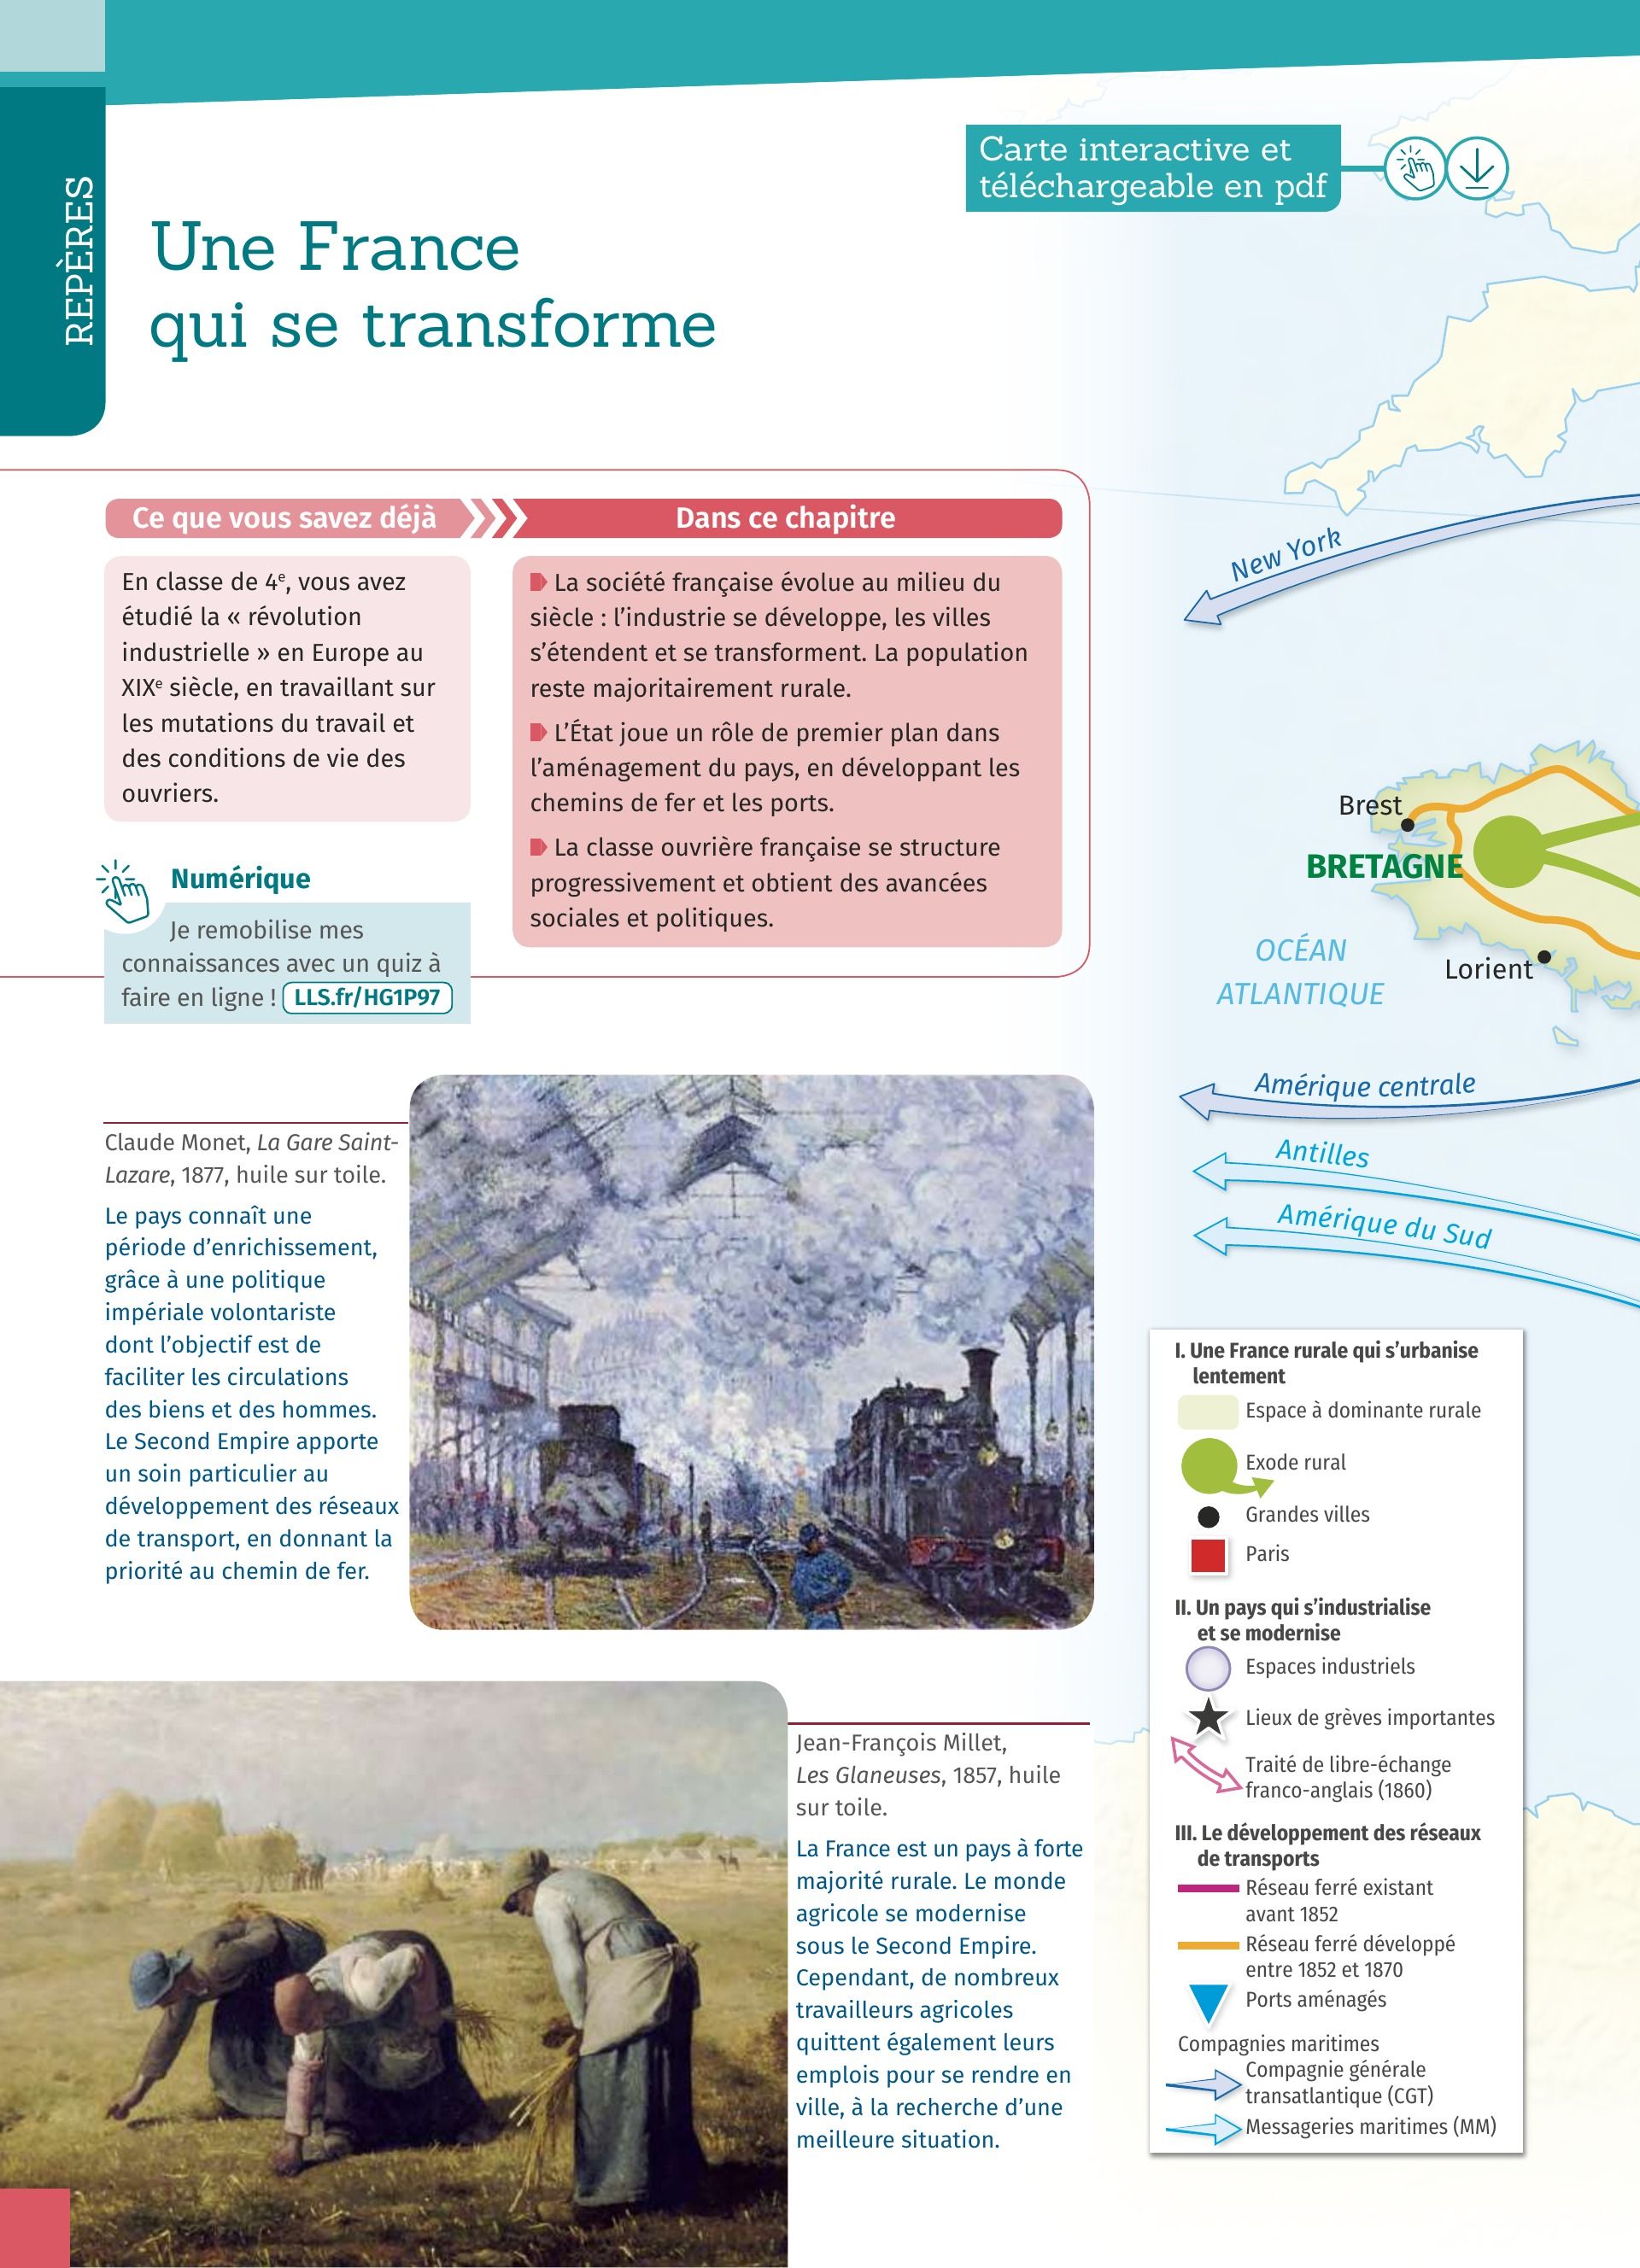 REPÈRES
Carte interactive et
téléchargeable en pdf
Une France
qui se transforme
Ce que vous savez déjà
Dans ce chapitre
En classe de 4e, vous avez
étudié la « révolution
industrielle » en Europe au
XIXe siècle, en travaillant sur
les mutations du travail et
des conditions de vie des
ouvriers.
Numérique
Je remobilise mes
connaissances avec un quiz à
faire en ligne ! LLS.fr/HG1P97
La société française évolue au milieu du
siècle : l’industrie se développe, les villes
s’étendent et se transforment. La population
reste majoritairement rurale.
L’État joue un rôle de premier plan dans
l’aménagement du pays, en développant les
chemins de fer et les ports.
La classe ouvrière française se structure
progressivement et obtient des avancées
sociales et politiques.
Claude Monet, La Gare Saint-
Lazare, 1877, huile sur toile.
Le pays connaît une
période d’enrichissement,
grâce à une politique
impériale volontariste
dont l’objectif est de
faciliter les circulations
des biens et des hommes.
Le Second Empire apporte
un soin particulier au
développement des réseaux
de transport, en donnant la
priorité au chemin de fer.
Jean-François Millet,
Les Glaneuses, 1857, huile
sur toile.
La France est un pays à forte
majorité rurale. Le monde
agricole se modernise
sous le Second Empire.
Cependant, de nombreux
travailleurs agricoles
quittent également leurs
emplois pour se rendre en
ville, à la recherche d’une
meilleure situation.
New York
Brest
BRETAGNE
OCÉAN
ATLANTIQUE
Lorient
Amérique centrale
Antilles
Amérique du Sud
I. Une France rurale qui s’urbanise
lentement
Espace à dominante rurale
Exode rural
Grandes villes
Paris
II. Un pays qui s’industrialise
et se modernise
Espaces industriels
Lieux de grèves importantes
Traité de libre-échange
franco-anglais (1860)
III. Le développement des réseaux
de transports
Réseau ferré existant
avant 1852
Réseau ferré développé
entre 1852 et 1870
Ports aménagés
Compagnies maritimes
Compagnie générale
transatlantique (CGT)
Messageries maritimes (MM)